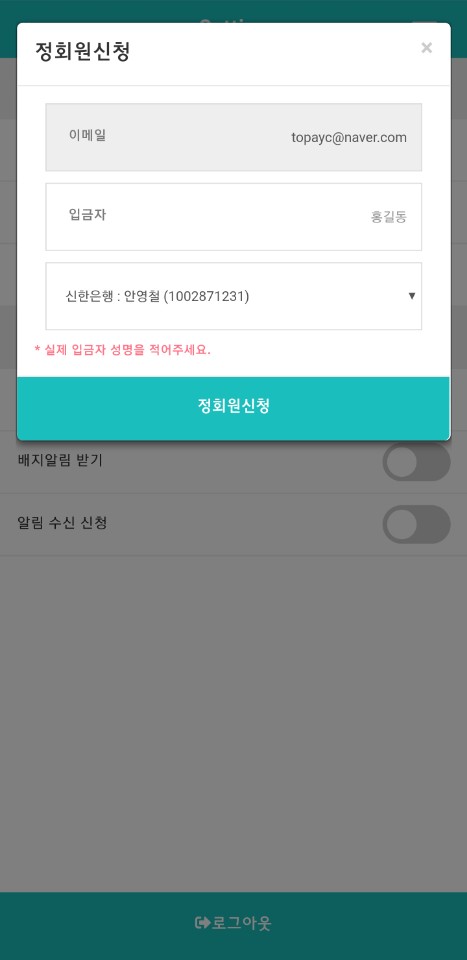 정회원신청
×
이메일 topayc@naver.com
입금자 홍길동
신한은행 : 안영철 (1002871231) ▼
* 실제 입금자 성명을 적어주세요.
정회원신청
배지알림 받기
알림 수신 신청
로그아웃